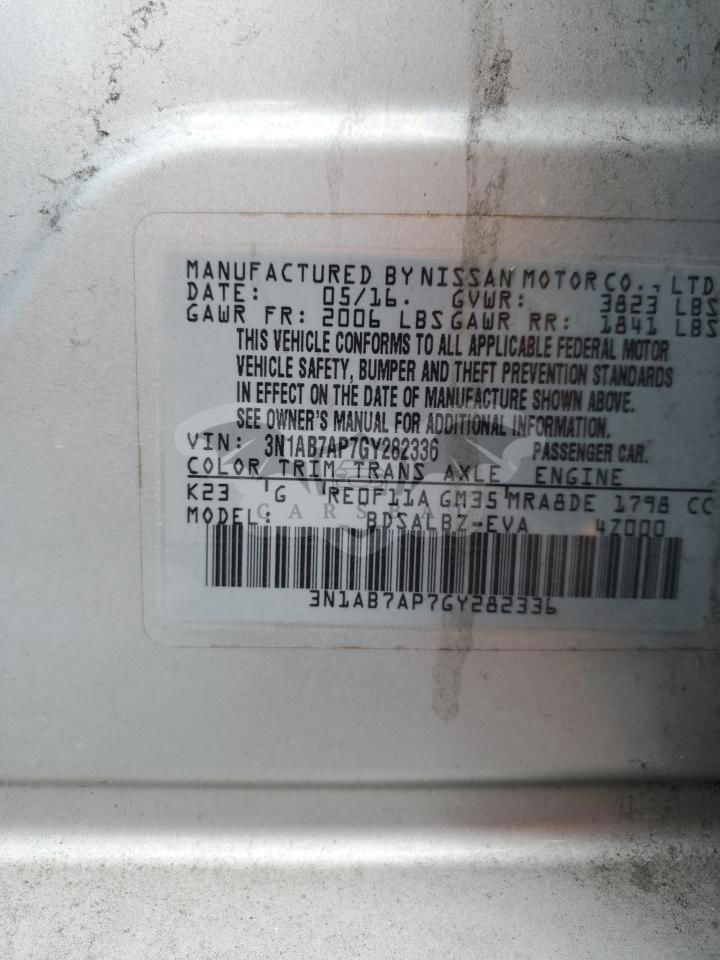 MANUFACTURED BY NISSAN MOTOR CO., LTD
DATE: 05/16. GVWR: 3823 LBS
GAWR FR: 2006 LBS GAWR RR: 1841 LBS
THIS VEHICLE CONFORMS TO ALL APPLICABLE FEDERAL MOTOR
VEHICLE SAFETY, BUMPER AND THEFT PREVENTION STANDARDS
IN EFFECT ON THE DATE OF MANUFACTURE SHOWN ABOVE.
SEE OWNER'S MANUAL FOR ADDITIONAL INFORMATION.
VIN: 3N1AB7AP7GY282336 PASSENGER CAR.
COLOR TRIM TRANS AXLE ENGINE
K23 G RE0F11A GM35 MRA8DE 1798 CC
MODEL: BDSALBZ-EVA 47000
3N1AB7AP7GY282336